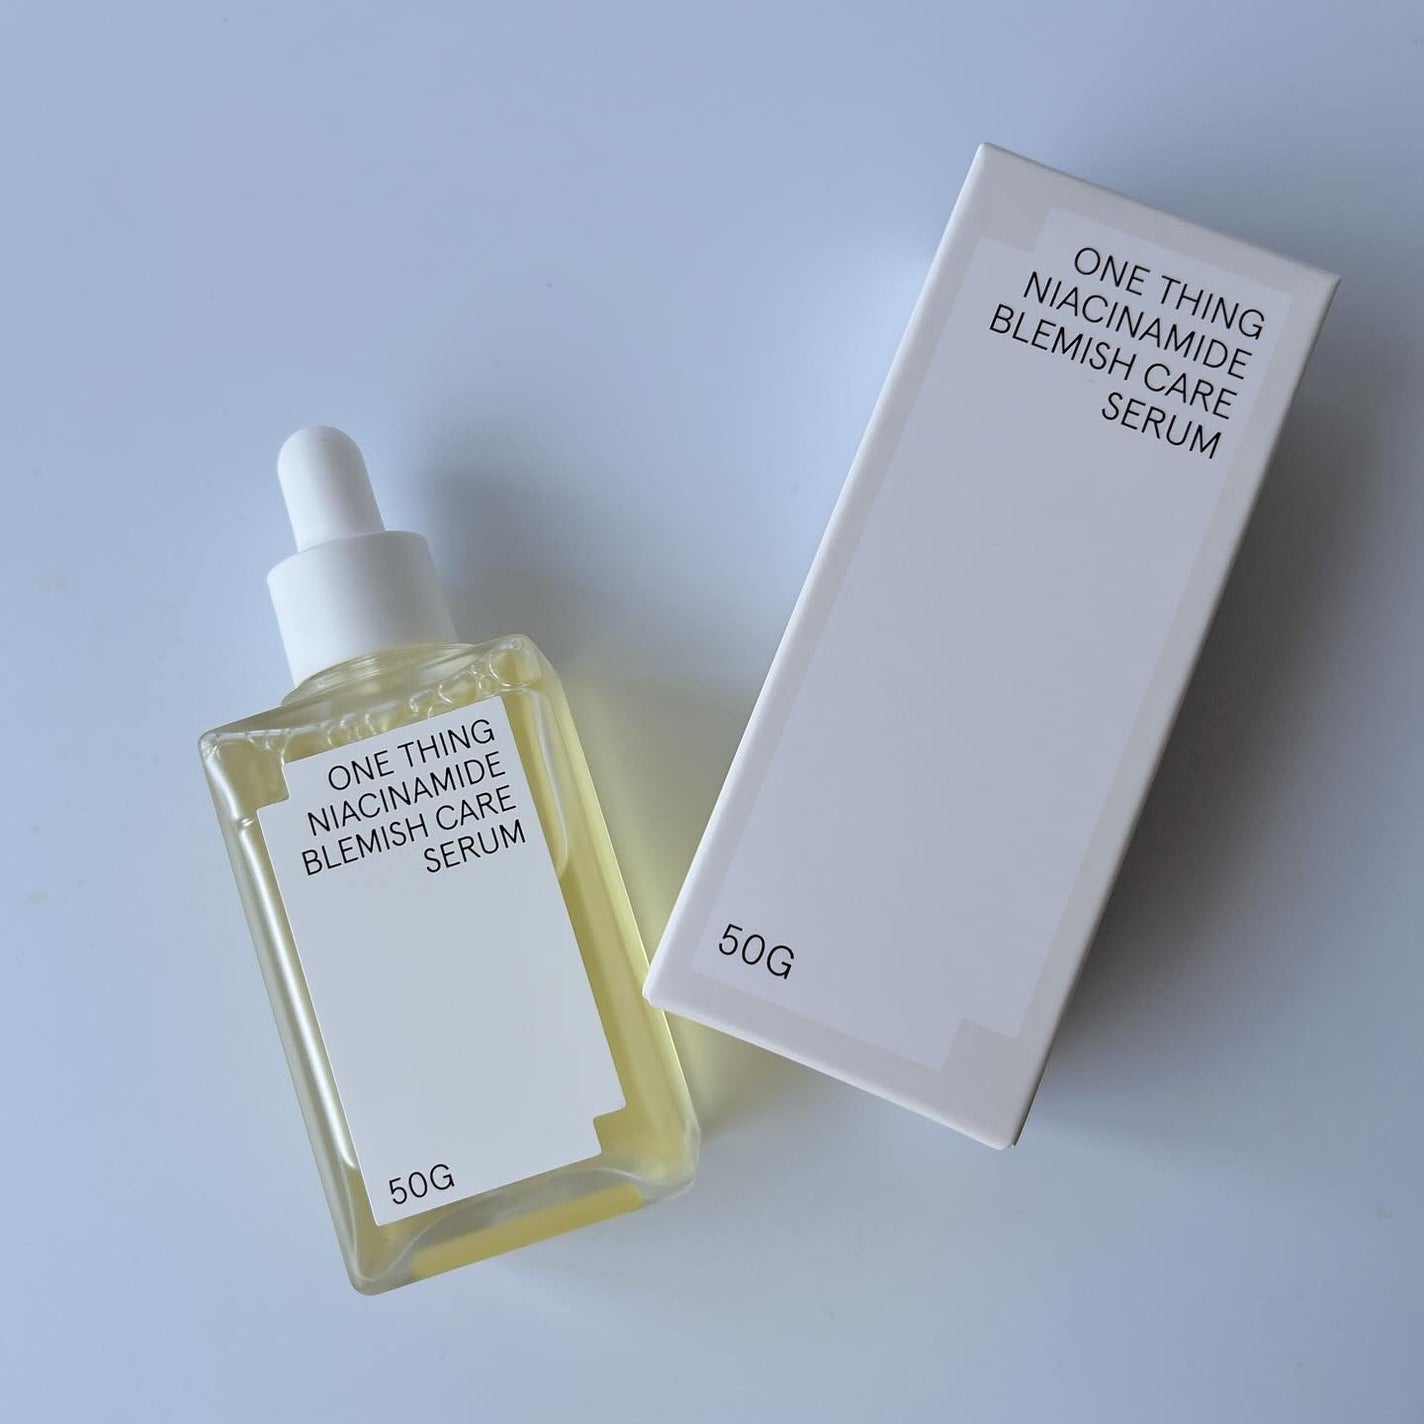 ONE THING
NIACINAMIDE
BLEMISH CARE
SERUM
50G
ONE THING
NIACINAMIDE
BLEMISH CARE
SERUM
50G